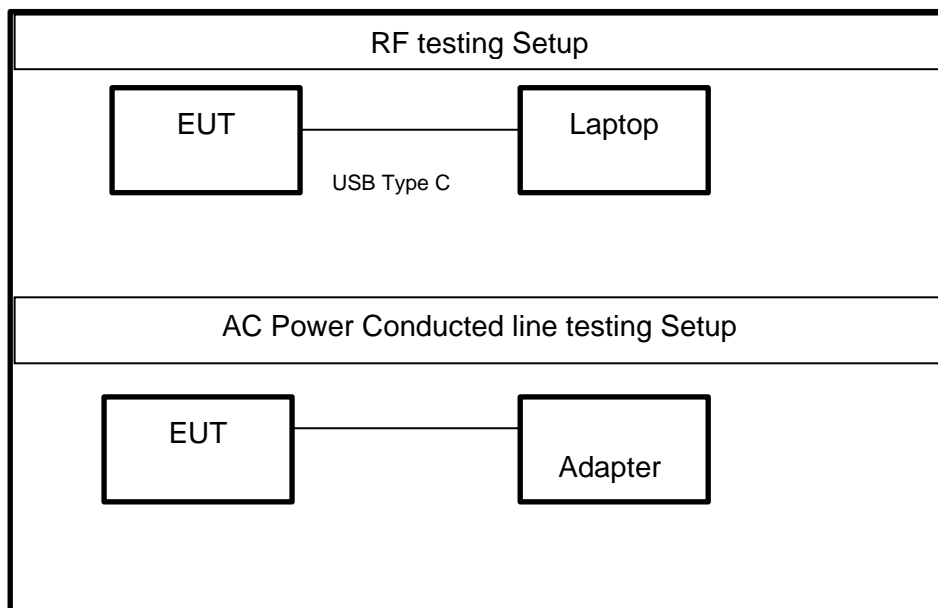 RF testing Setup
EUT
Laptop
USB Type C
AC Power Conducted line testing Setup
EUT
Adapter